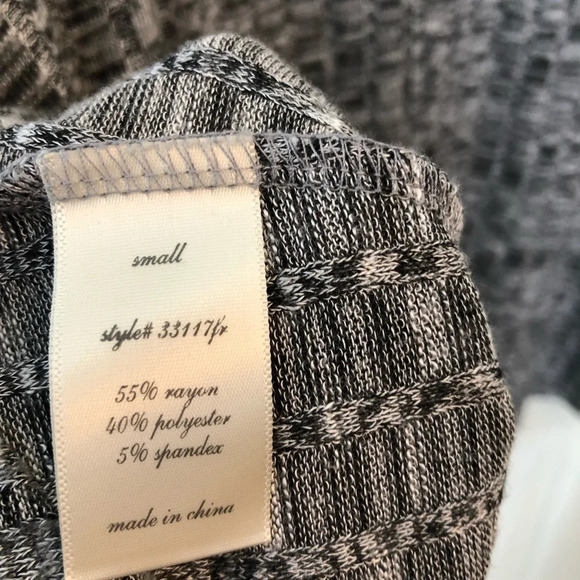 small
style# 33117fr
55% rayon
40% polyester
5% spandex
made in china